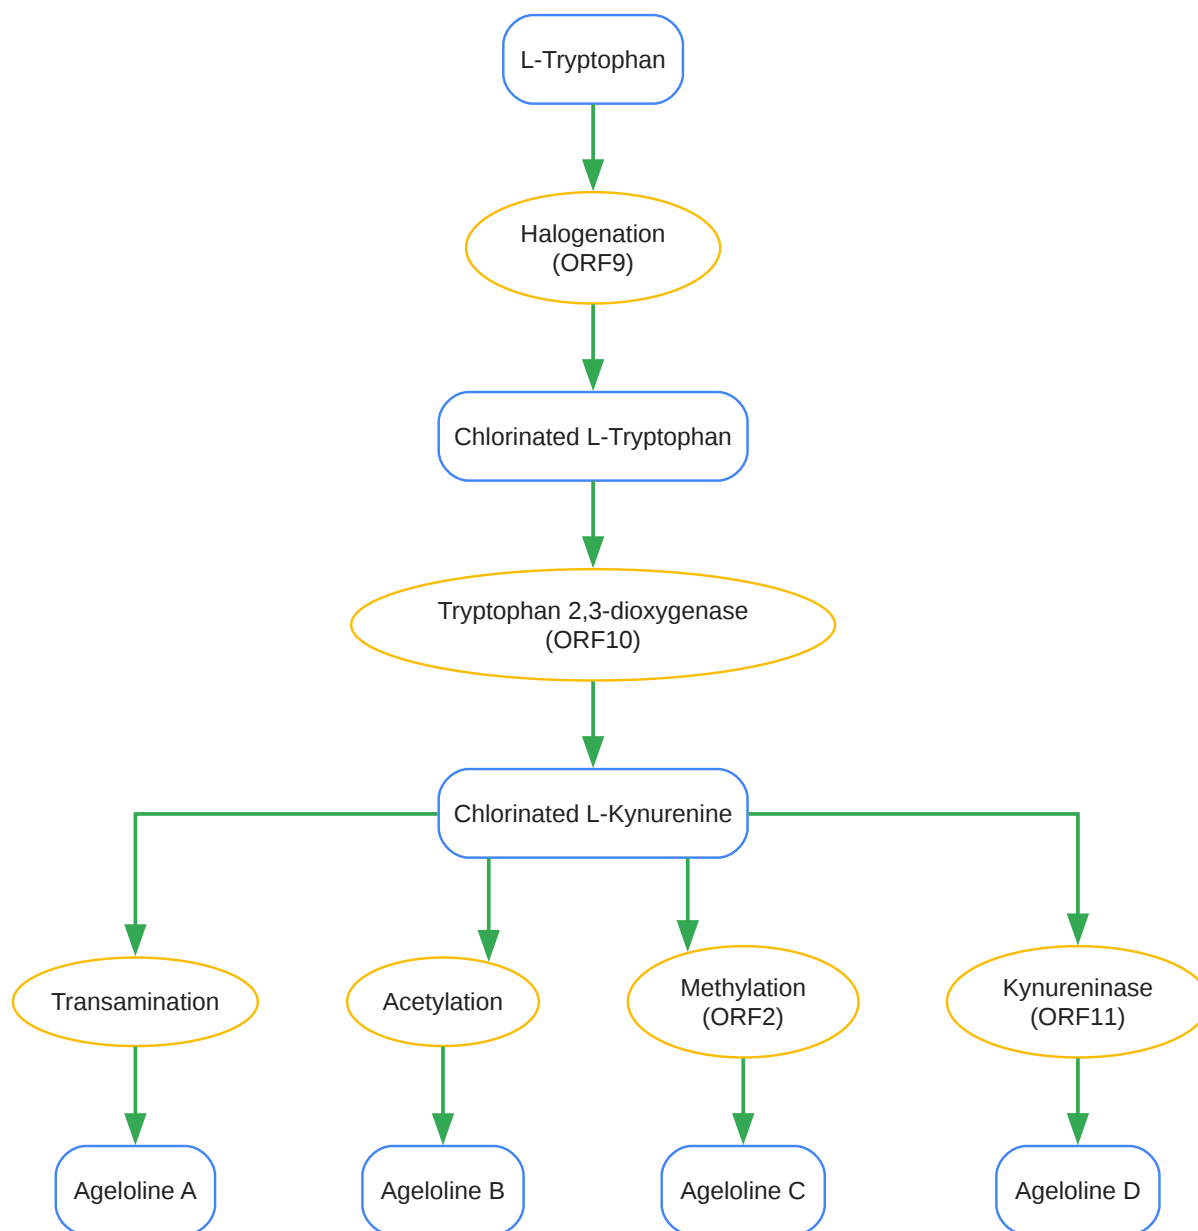 L-Tryptophan
Halogenation
(ORF9)
Chlorinated L-Tryptophan
Tryptophan 2,3-dioxygenase
(ORF10)
Chlorinated L-Kynurenine
Transamination
Acetylation
Methylation
(ORF2)
Kynureninase
(ORF11)
Ageloline A
Ageloline B
Ageloline C
Ageloline D